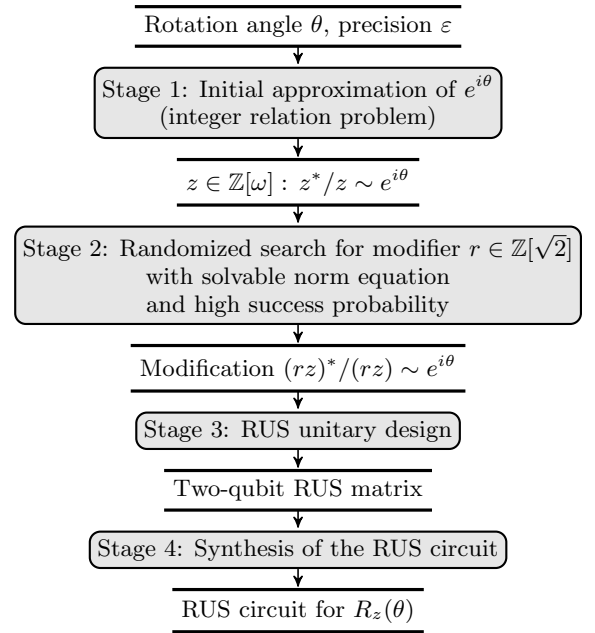 Rotation angle θ, precision ε
Stage 1: Initial approximation of e^{iθ}
(integer relation problem)
z ∈ ℤ[ω] : z*/z ∼ e^{iθ}
Stage 2: Randomized search for modifier r ∈ ℤ[√2]
with solvable norm equation
and high success probability
Modification (rz)*/(rz) ∼ e^{iθ}
Stage 3: RUS unitary design
Two-qubit RUS matrix
Stage 4: Synthesis of the RUS circuit
RUS circuit for R_z(θ)